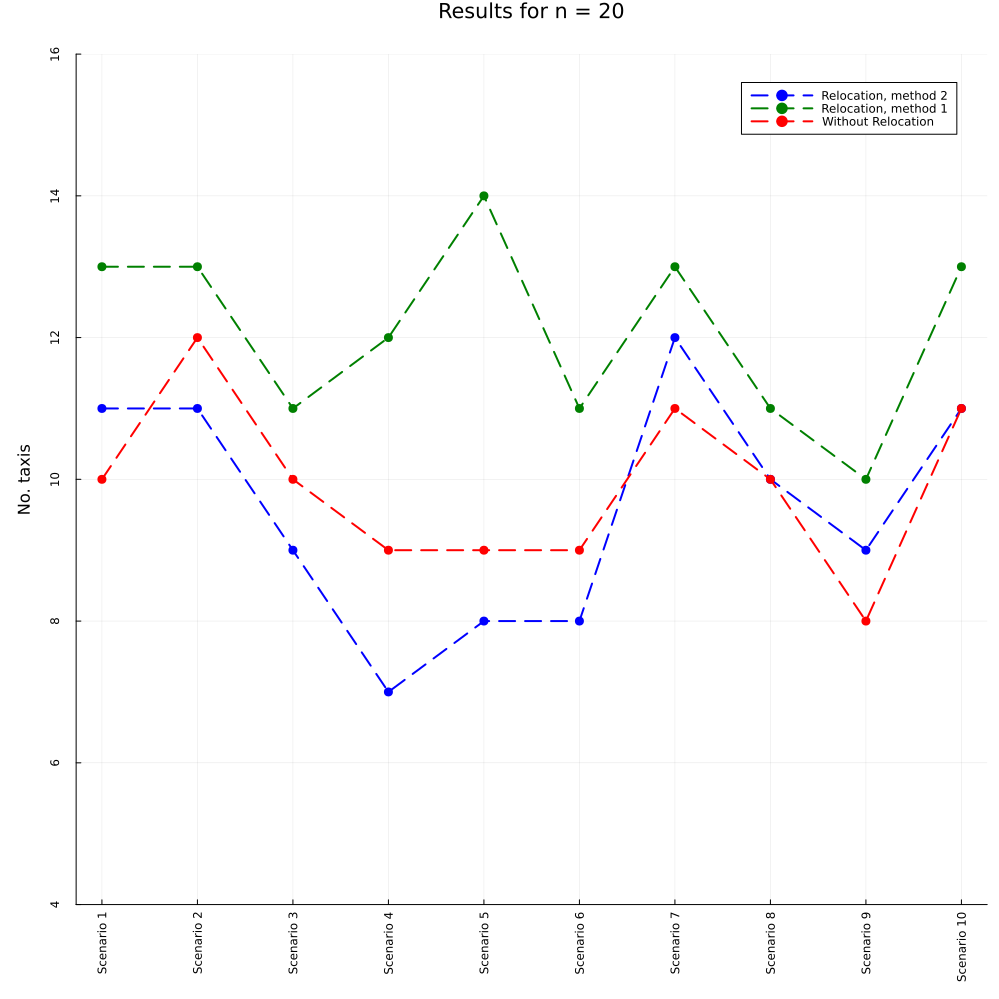 Results for n = 20
16
14
12
10
8
6
4
No. taxis
Relocation, method 2
Relocation, method 1
Without Relocation
Scenario 1
Scenario 2
Scenario 3
Scenario 4
Scenario 5
Scenario 6
Scenario 7
Scenario 8
Scenario 9
Scenario 10